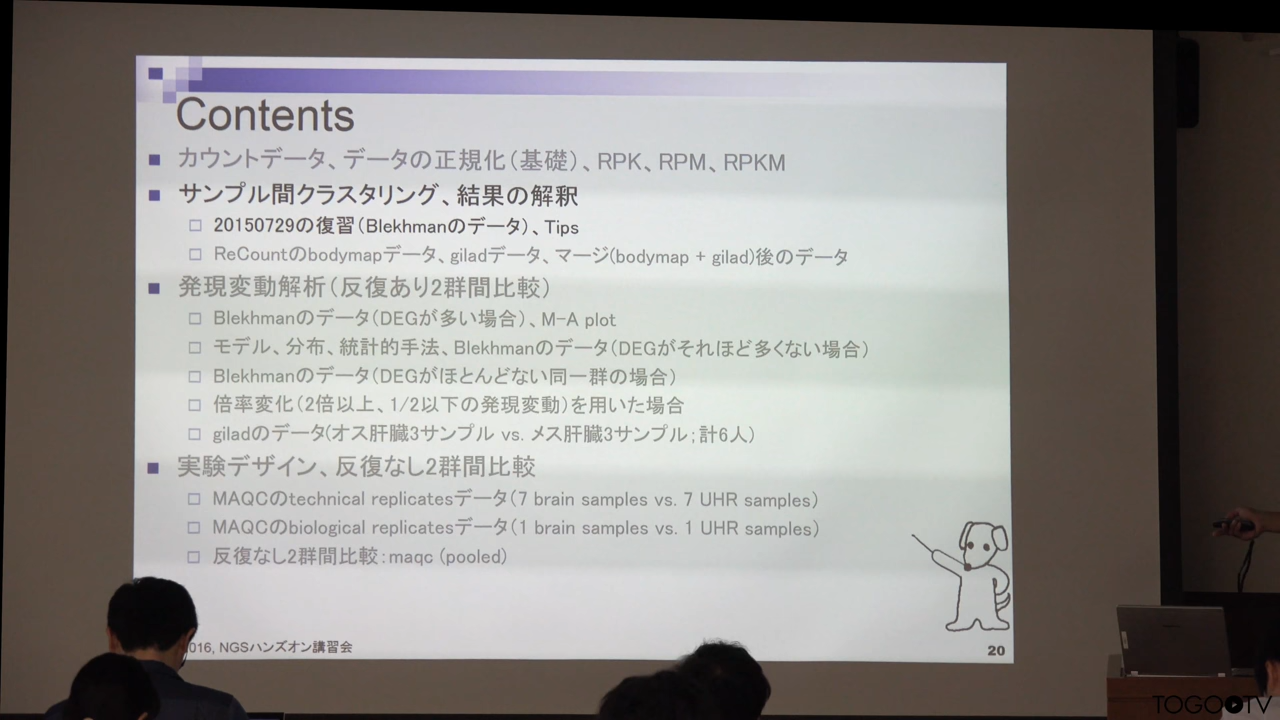 Contents
カウントデータ、データの正規化(基礎)、RPK、RPM、RPKM
サンプル間クラスタリング、結果の解釈
20150729の復習(Blekhmanのデータ)、Tips
ReCountのbodymapデータ、giladデータ、マージ(bodymap + gilad)後のデータ
発現変動解析(反復あり2群間比較)
Blekhmanのデータ(DEGが多い場合)、M-A plot
モデル、分布、統計的手法、Blekhmanのデータ(DEGがそれほど多くない場合)
Blekhmanのデータ(DEGがほとんどない同一群の場合)
倍率変化(2倍以上、1/2以下の発現変動)を用いた場合
giladのデータ(オス肝臓3サンプル vs. メス肝臓3サンプル;計6人)
実験デザイン、反復なし2群間比較
MAQCのtechnical replicatesデータ(7 brain samples vs. 7 UHR samples)
MAQCのbiological replicatesデータ(1 brain samples vs. 1 UHR samples)
反復なし2群間比較:maqc (pooled)
016, NGSハンズオン講習会
20
TOGOTV